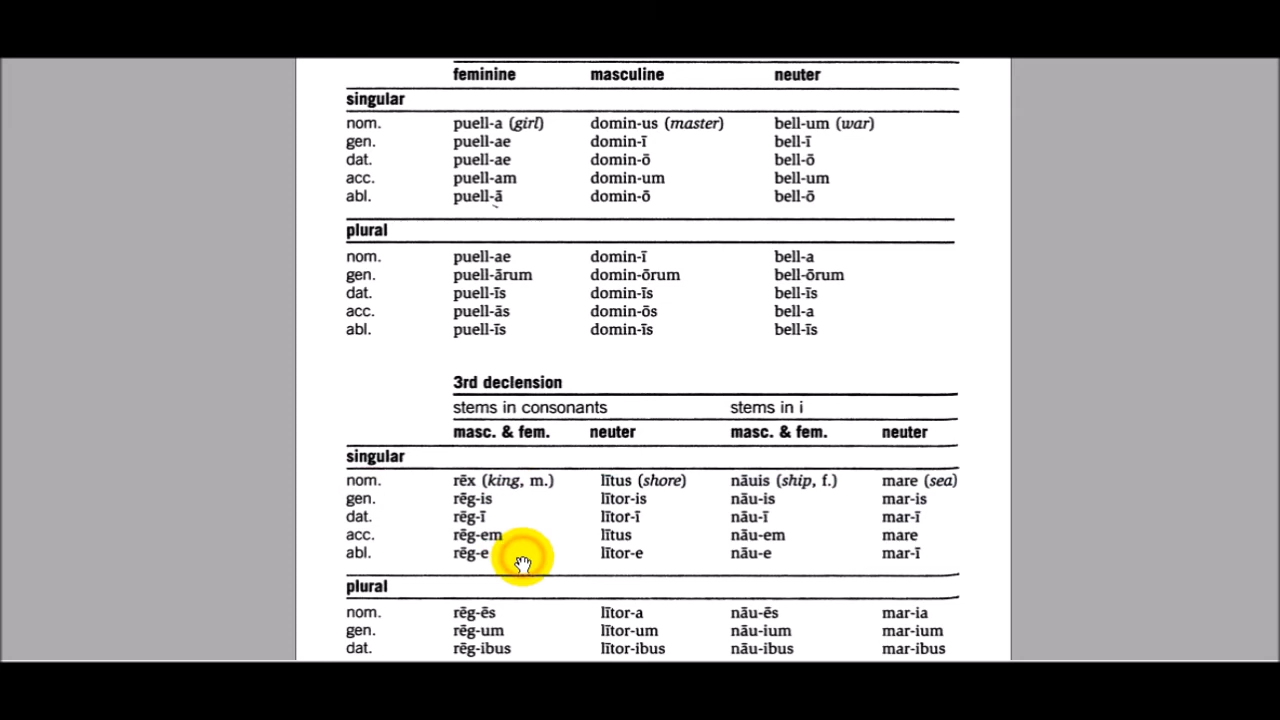 feminine masculine neuter
singular
nom. puell-a (girl) domin-us (master) bell-um (war)
gen. puell-ae domin-ī bell-ī
dat. puell-ae domin-ō bell-ō
acc. puell-am domin-um bell-um
abl. puell-ā domin-ō bell-ō
plural
nom. puell-ae domin-ī bell-a
gen. puell-ārum domin-ōrum bell-ōrum
dat. puell-īs domin-īs bell-īs
acc. puell-ās domin-ōs bell-a
abl. puell-īs domin-īs bell-īs
3rd declension
stems in consonants stems in i
masc. & fem. neuter masc. & fem. neuter
singular
nom. rēx (king, m.) lītus (shore) nāuis (ship, f.) mare (sea)
gen. rēg-is lītor-is nāu-is mar-is
dat. rēg-ī lītor-ī nāu-ī mar-ī
acc. rēg-em lītus nāu-em mare
abl. rēg-e lītor-e nāu-e mar-ī
plural
nom. rēg-ēs lītor-a nāu-ēs mar-ia
gen. rēg-um lītor-um nāu-ium mar-ium
dat. rēg-ibus lītor-ibus nāu-ibus mar-ibus